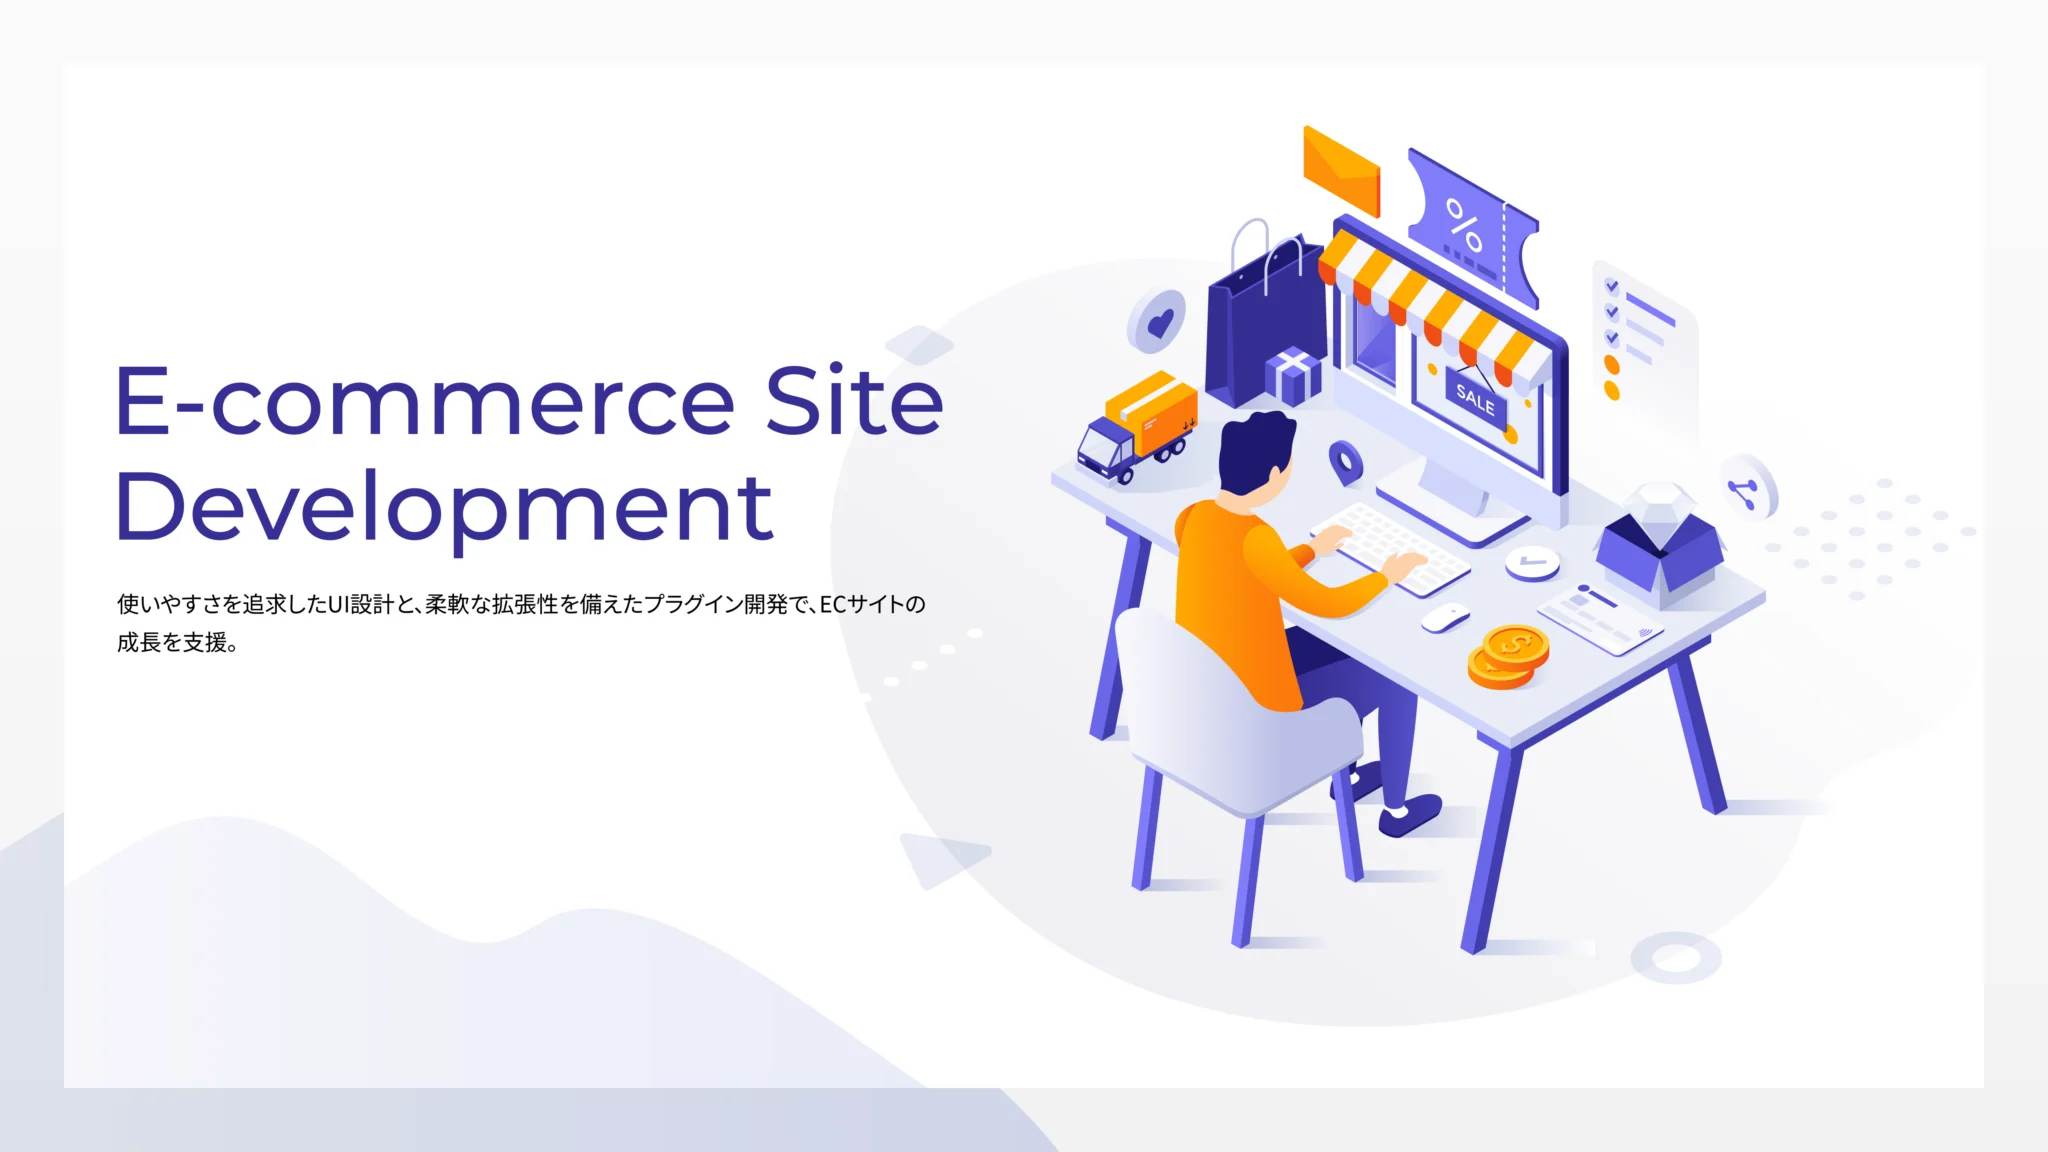 E-commerce Site
Development
使いやすさを追求したUI設計と、柔軟な拡張性を備えたプラグイン開発で、ECサイトの
成長を支援。
%
SALE
$